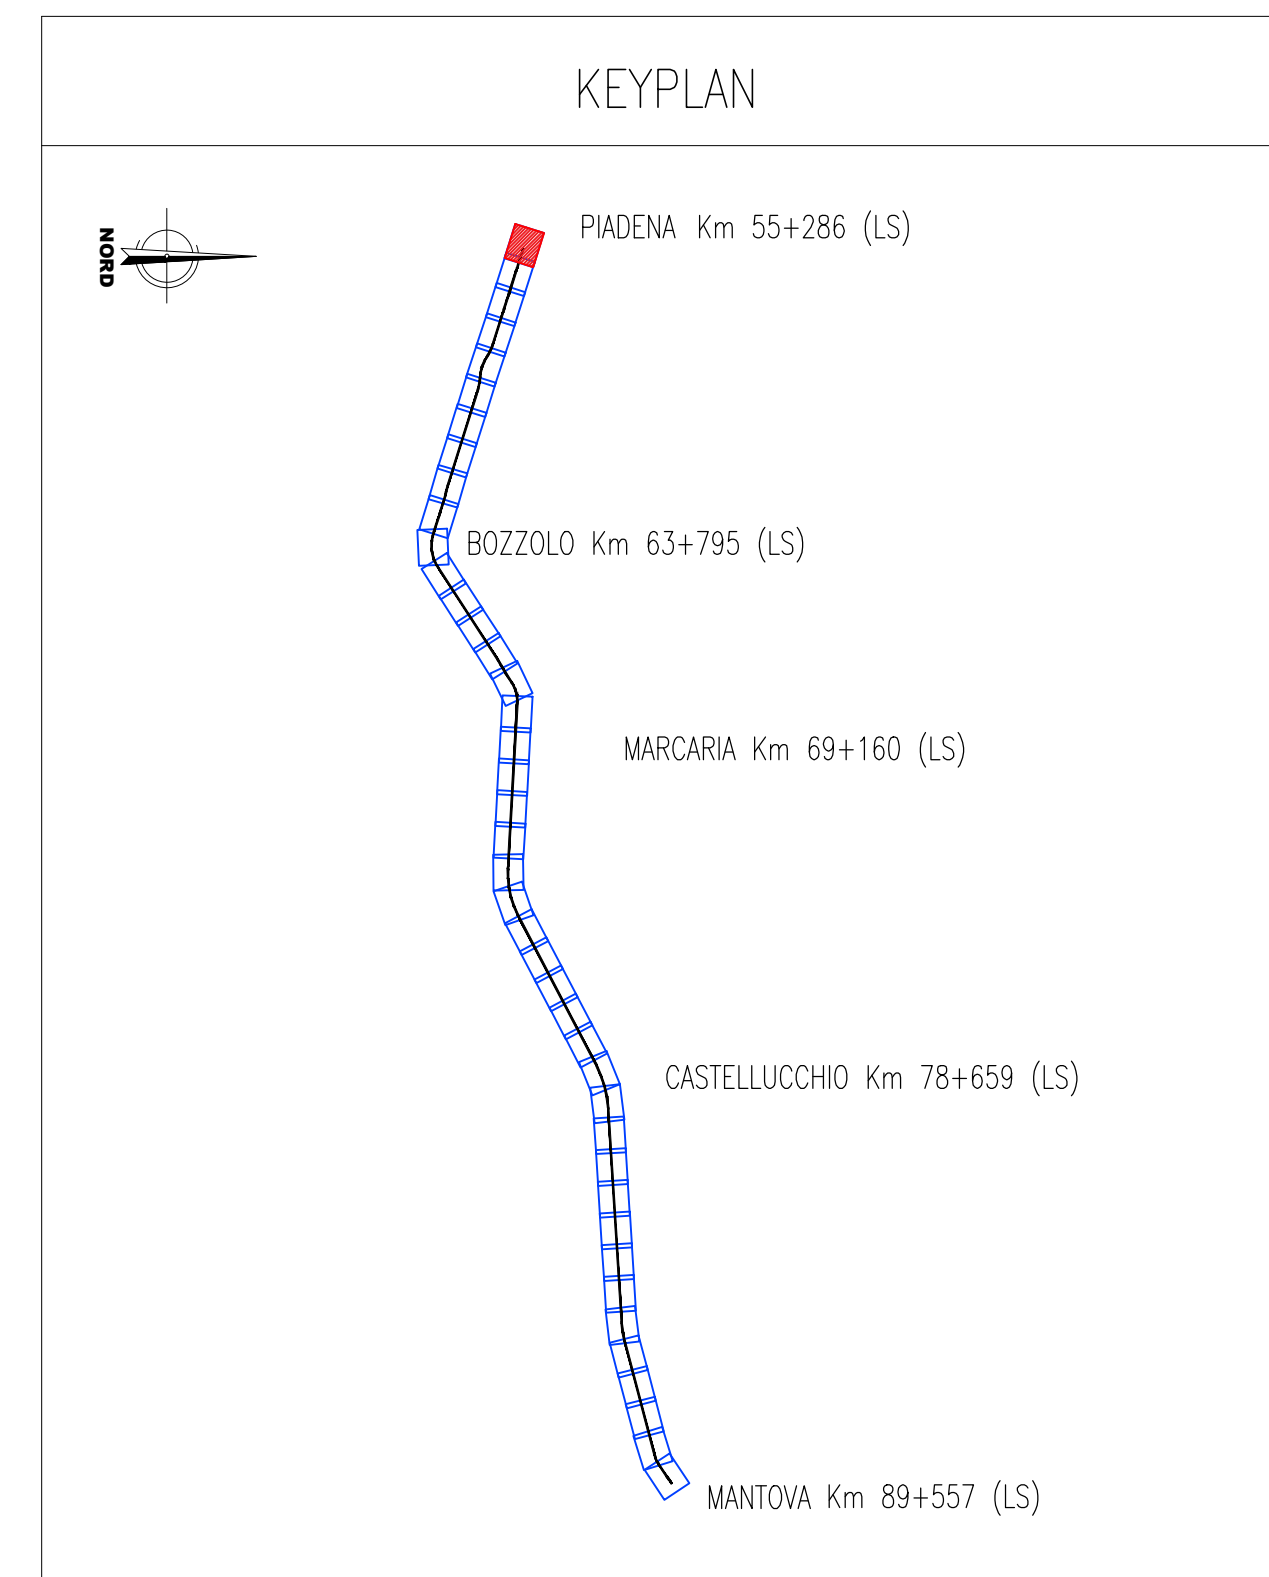 KEYPLAN
NORD
PIADENA Km 55+286 (LS)
BOZZOLO Km 63+795 (LS)
MARCARIA Km 69+160 (LS)
CASTELLUCCHIO Km 78+659 (LS)
MANTOVA Km 89+557 (LS)